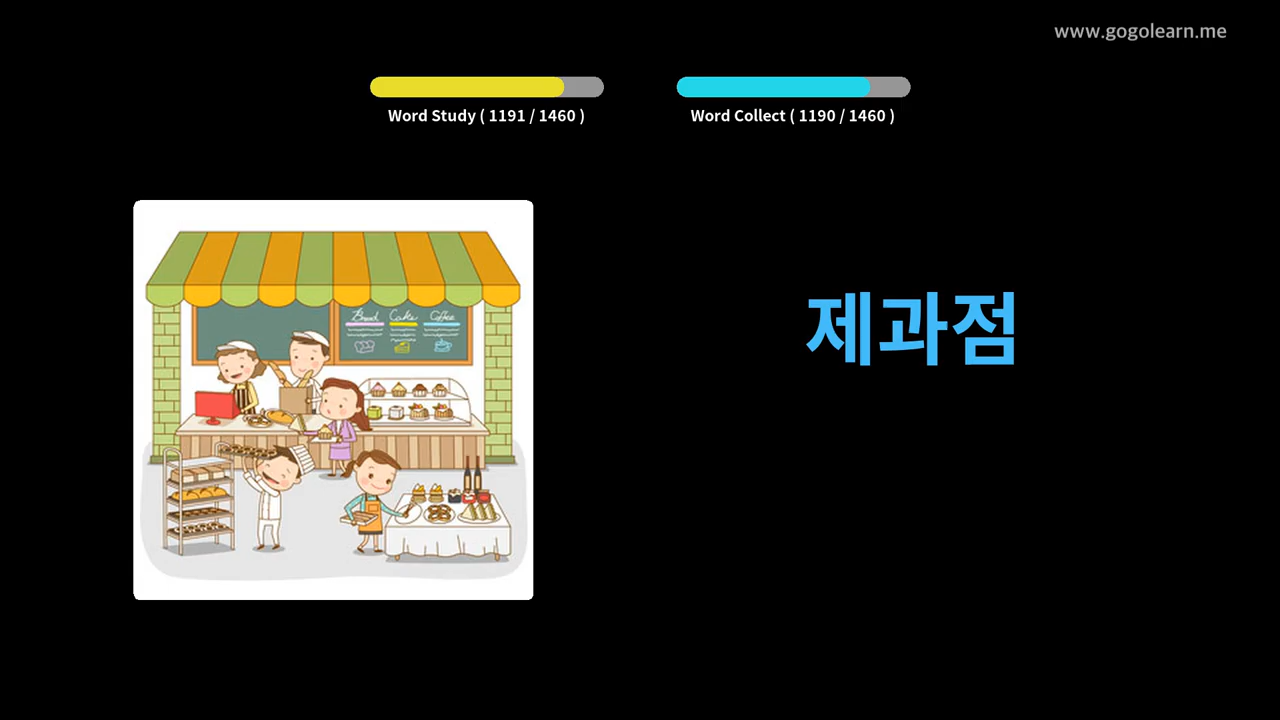 www.gogolearn.me
Word Study ( 1191 / 1460 )
Word Collect ( 1190 / 1460 )
Bread Cake Coffee
제과점